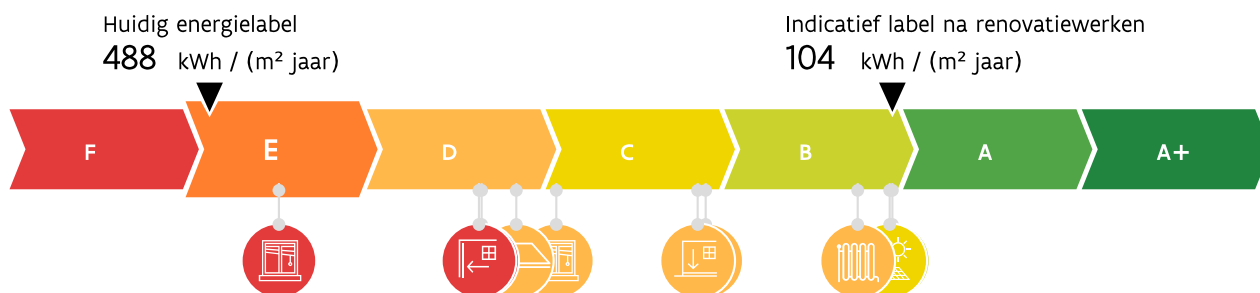 Huidig energielabel
488 kWh / (m² jaar)
Indicatief label na renovatiewerken
104 kWh / (m² jaar)
F E D C B A A+